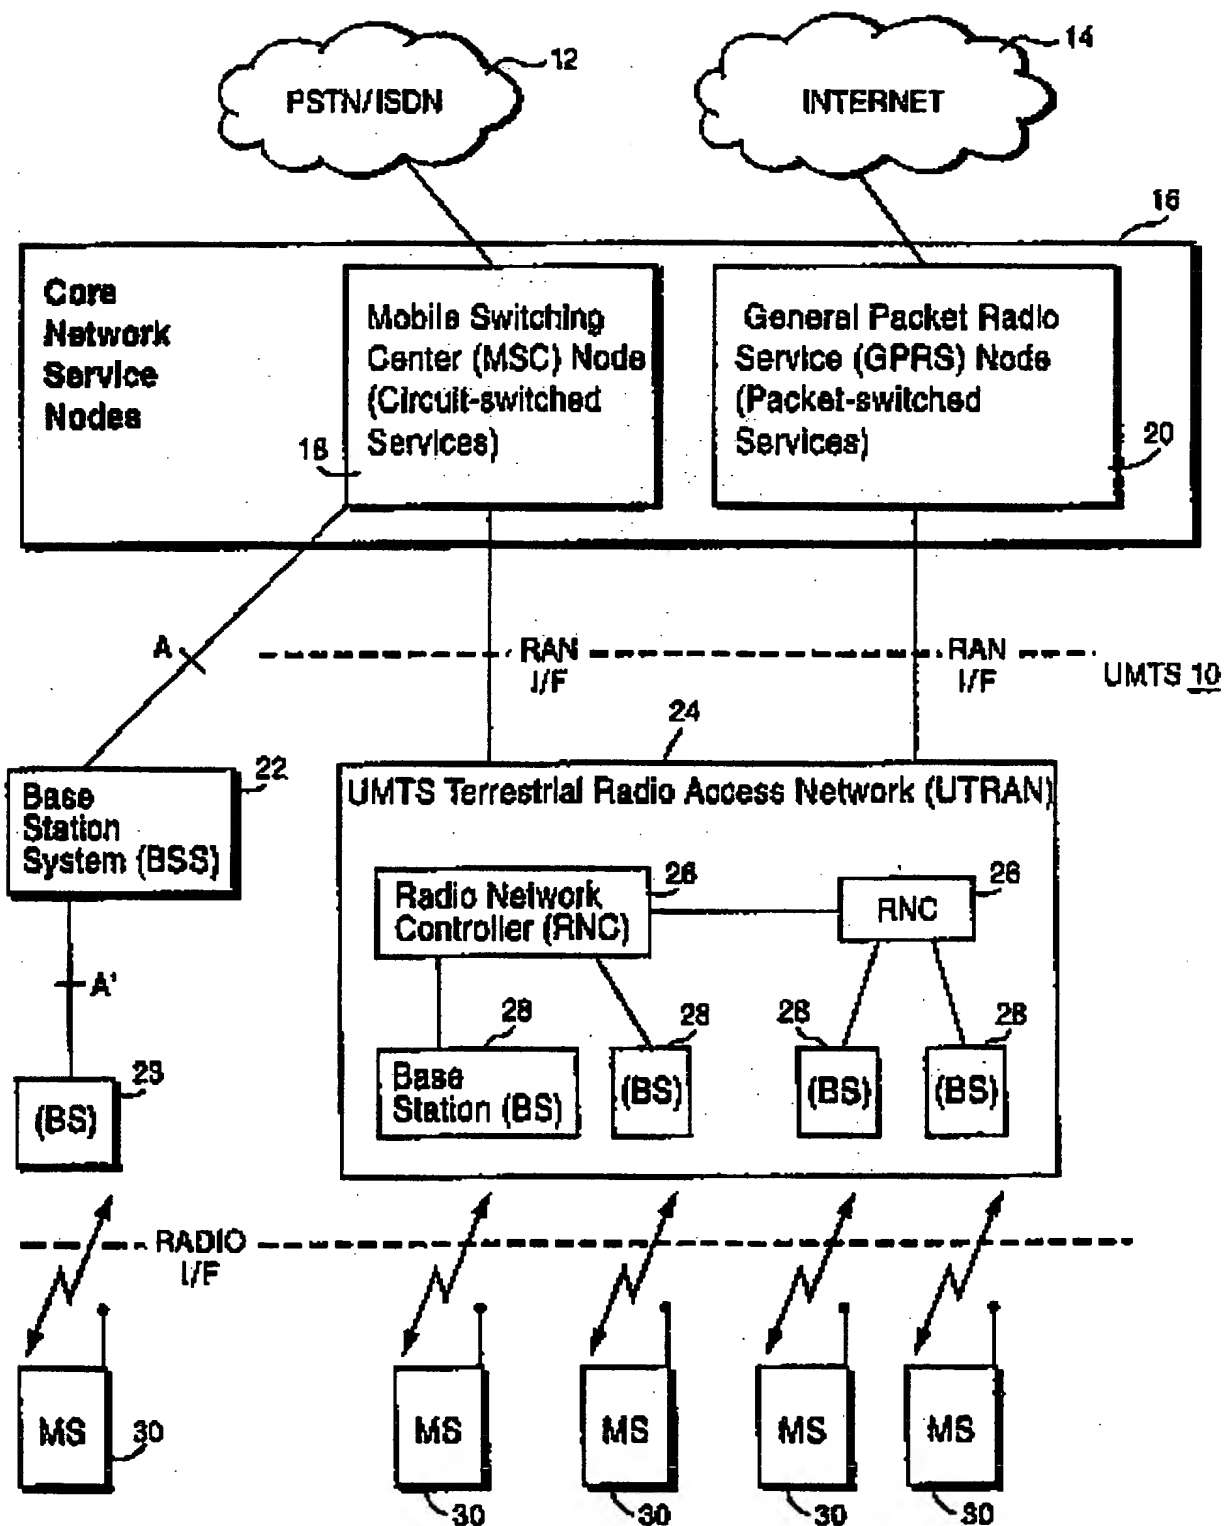 12
14
PSTN/ISDN
INTERNET
16
Core
Network
Service
Nodes
Mobile Switching
Center (MSC) Node
(Circuit-switched
Services)
18
General Packet Radio
Service (GPRS) Node
(Packet-switched
Services)
20
A
RAN
I/F
RAN
I/F
UMTS 10
24
22
Base
Station
System (BSS)
UMTS Terrestrial Radio Access Network (UTRAN)
26
Radio Network
Controller (RNC)
26
RNC
A'
28
28
28
28
23
(BS)
Base
Station (BS)
(BS)
(BS)
(BS)
RADIO
I/F
MS
30
MS
30
MS
30
MS
30
MS
30